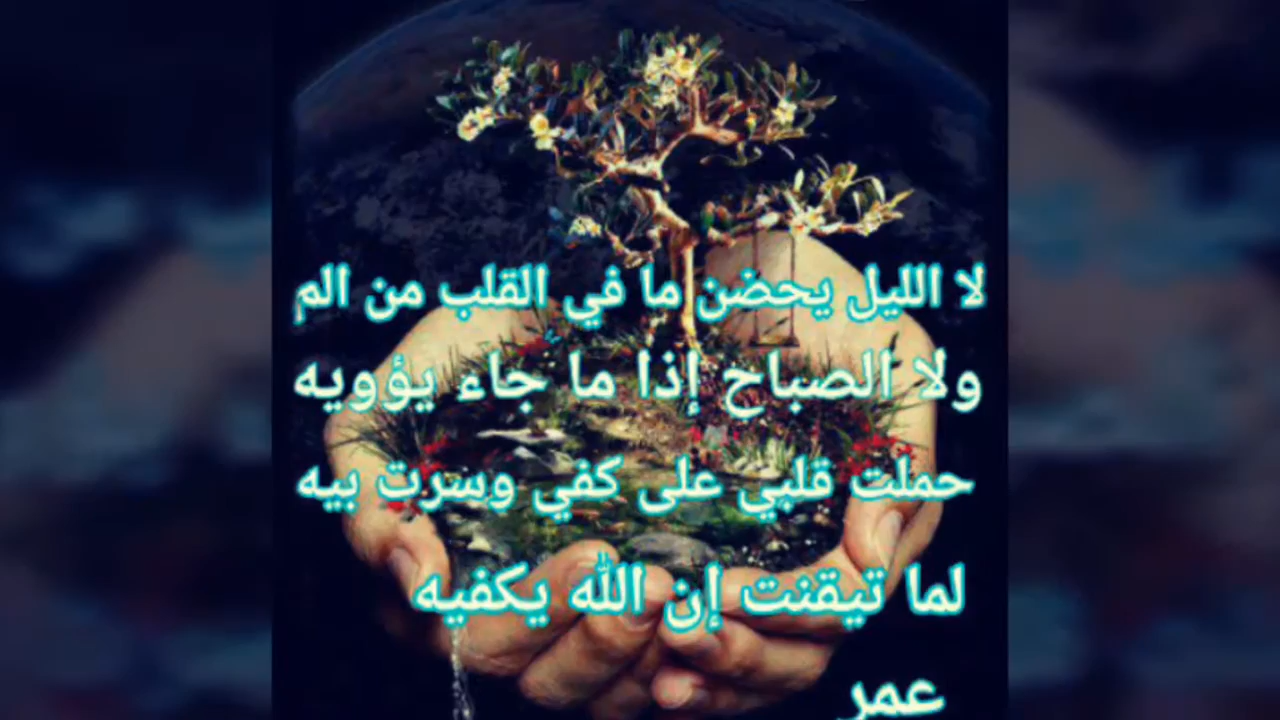 لا الليل يحضن ما في القلب من الم
ولا الصباح إذا ما جاء يؤويه
حملت قلبي على كفي وسرت بيه
لما تيقنت إن الله يكفيه
عمر